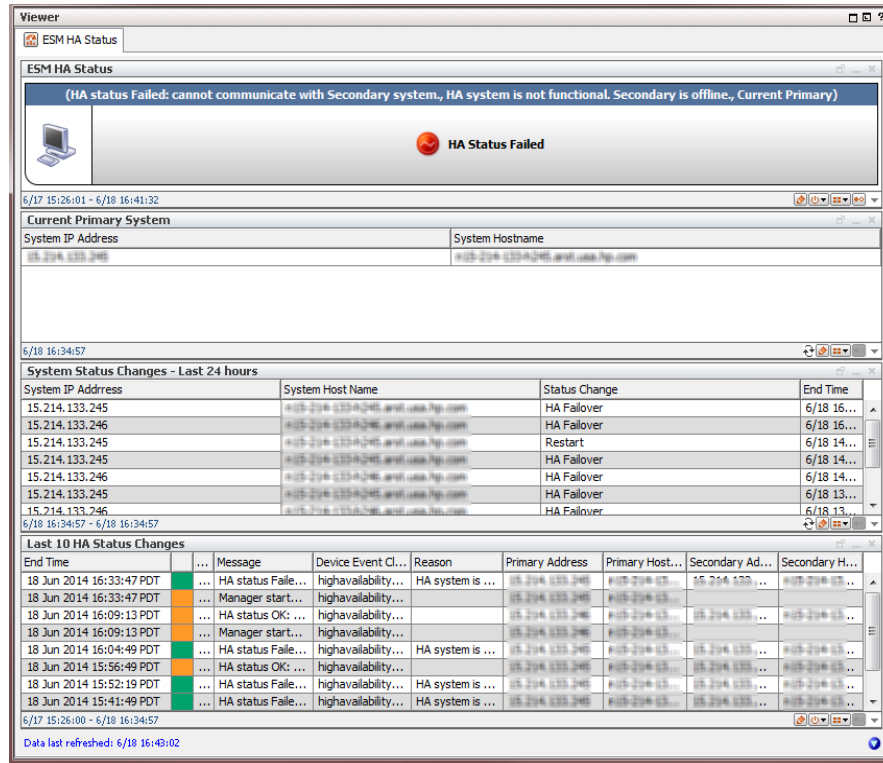 Viewer
ESM HA Status
ESM HA Status
(HA status Failed: cannot communicate with Secondary system., HA system is not functional. Secondary is offline., Current Primary)
HA Status Failed
6/17 15:26:01 - 6/18 16:41:32
Current Primary System
System IP Address System Hostname
6/18 16:34:57
System Status Changes - Last 24 hours
System IP Addrress System Host Name Status Change End Time
15.214.133.245 HA Failover 6/18 16...
15.214.133.246 HA Failover 6/18 16...
15.214.133.245 Restart 6/18 14...
15.214.133.245 HA Failover 6/18 14...
15.214.133.246 HA Failover 6/18 14...
15.214.133.245 HA Failover 6/18 13...
15.214.133.246 HA Failover 6/18 13...
6/18 16:34:57 - 6/18 16:34:57
Last 10 HA Status Changes
End Time ... Message Device Event Cl... Reason Primary Address Primary Host... Secondary Ad... Secondary H...
18 Jun 2014 16:33:47 PDT ... HA status Faile... highavailability... HA system is ...
18 Jun 2014 16:33:47 PDT ... Manager start... highavailability...
18 Jun 2014 16:09:13 PDT ... HA status OK: ... highavailability...
18 Jun 2014 16:09:13 PDT ... Manager start... highavailability...
18 Jun 2014 16:04:49 PDT ... HA status Faile... highavailability... HA system is ...
18 Jun 2014 15:56:49 PDT ... HA status OK: ... highavailability...
18 Jun 2014 15:52:19 PDT ... HA status Faile... highavailability... HA system is ...
18 Jun 2014 15:41:49 PDT ... HA status Faile... highavailability... HA system is ...
6/17 15:26:00 - 6/18 16:34:57
Data last refreshed: 6/18 16:43:02